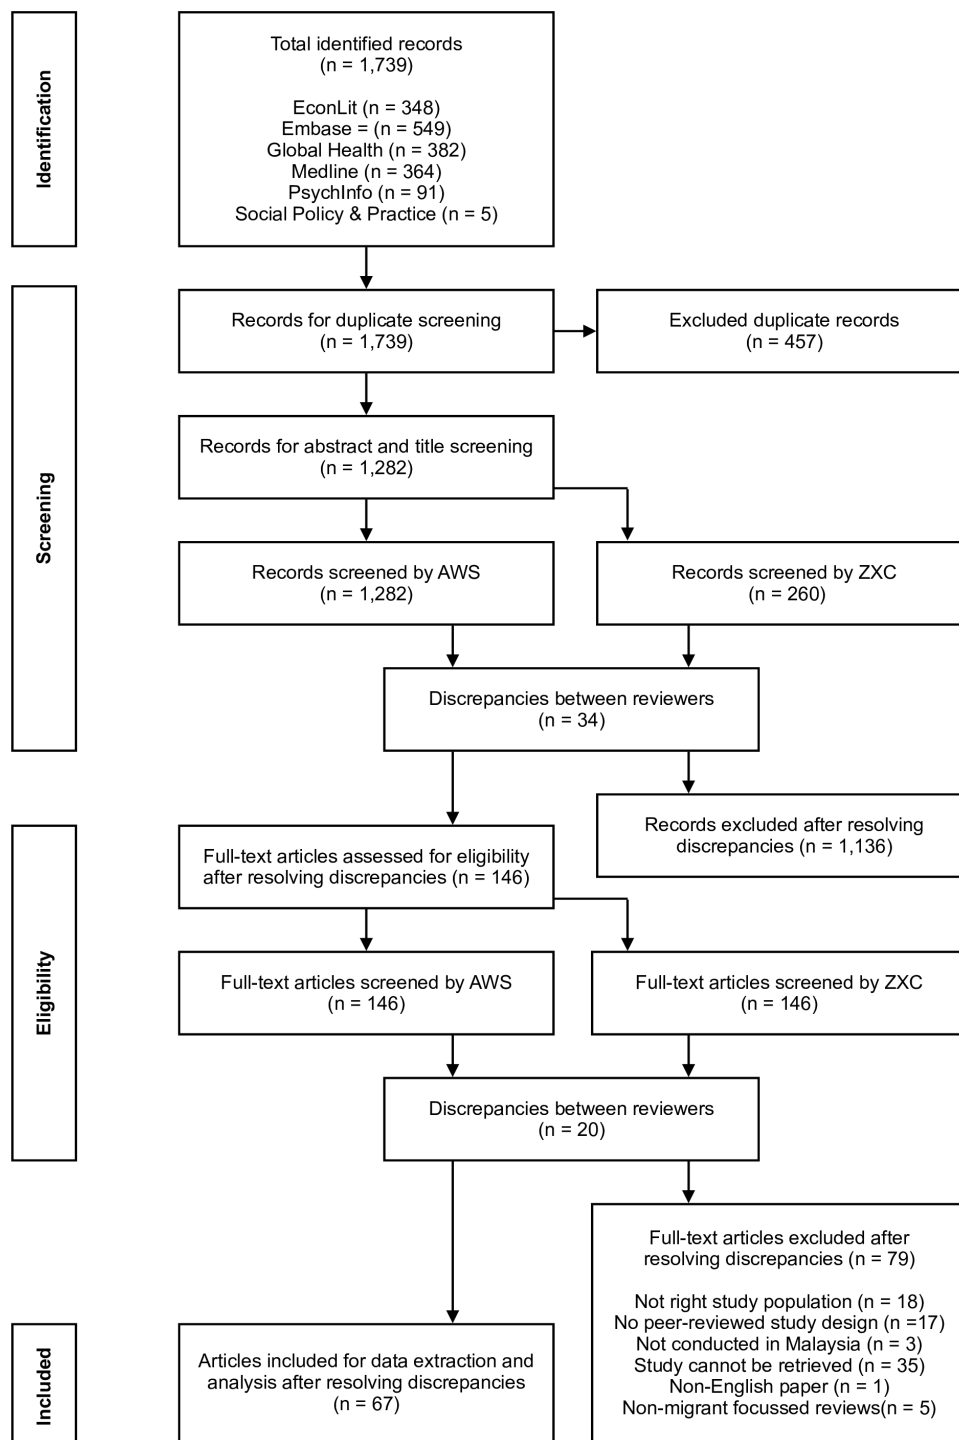 Identification
Total identified records
(n = 1,739)
EconLit (n = 348)
Embase = (n = 549)
Global Health (n = 382)
Medline (n = 364)
PsychInfo (n = 91)
Social Policy & Practice (n = 5)
Screening
Records for duplicate screening
(n = 1,739)
Excluded duplicate records
(n = 457)
Records for abstract and title screening
(n = 1,282)
Records screened by AWS
(n = 1,282)
Records screened by ZXC
(n = 260)
Discrepancies between reviewers
(n = 34)
Records excluded after resolving
discrepancies (n = 1,136)
Eligibility
Full-text articles assessed for eligibility
after resolving discrepancies (n = 146)
Full-text articles screened by AWS
(n = 146)
Full-text articles screened by ZXC
(n = 146)
Discrepancies between reviewers
(n = 20)
Full-text articles excluded after
resolving discrepancies (n = 79)
Not right study population (n = 18)
No peer-reviewed study design (n =17)
Not conducted in Malaysia (n = 3)
Study cannot be retrieved (n = 35)
Non-English paper (n = 1)
Non-migrant focussed reviews(n = 5)
Included
Articles included for data extraction and
analysis after resolving discrepancies
(n = 67)